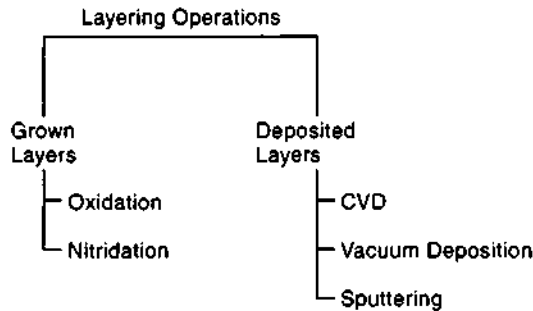 Layering Operations
Grown
Layers
Oxidation
Nitridation
Deposited
Layers
CVD
Vacuum Deposition
Sputtering